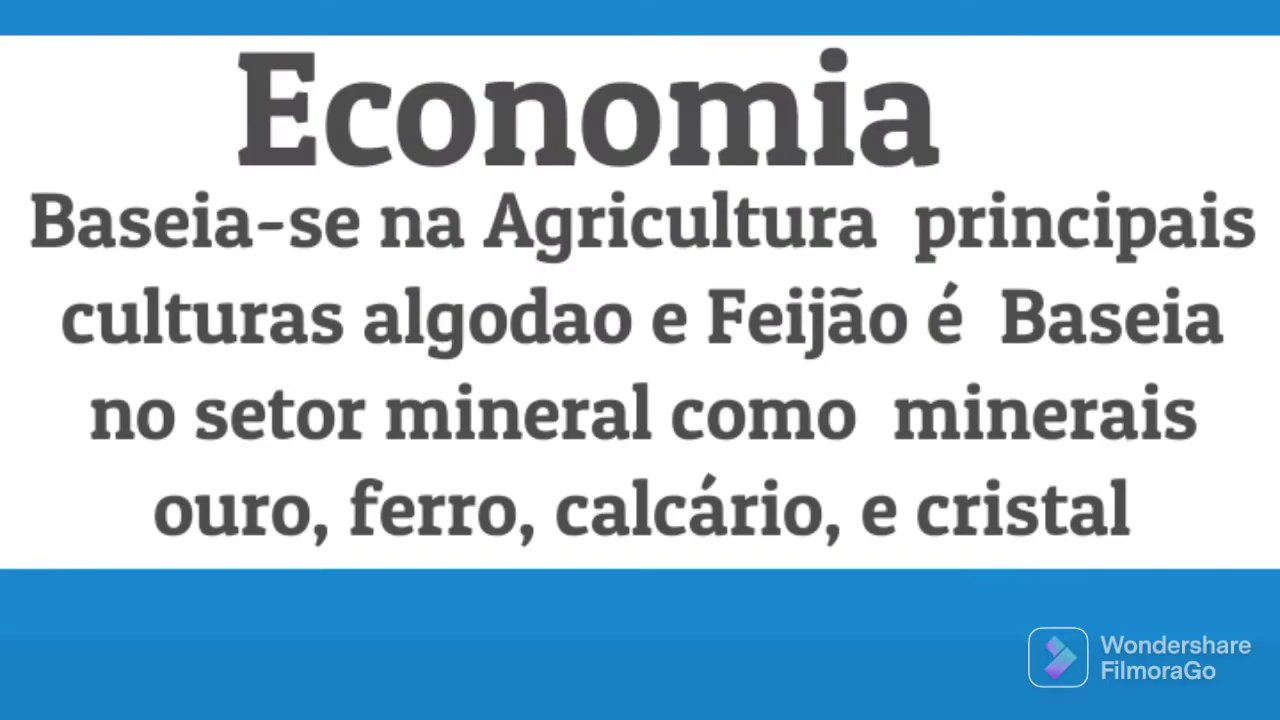 Economia
Baseia-se na Agricultura principais
culturas algodao e Feijão é Baseia
no setor mineral como minerais
ouro, ferro, calcário, e cristal
Wondershare
FilmoraGo